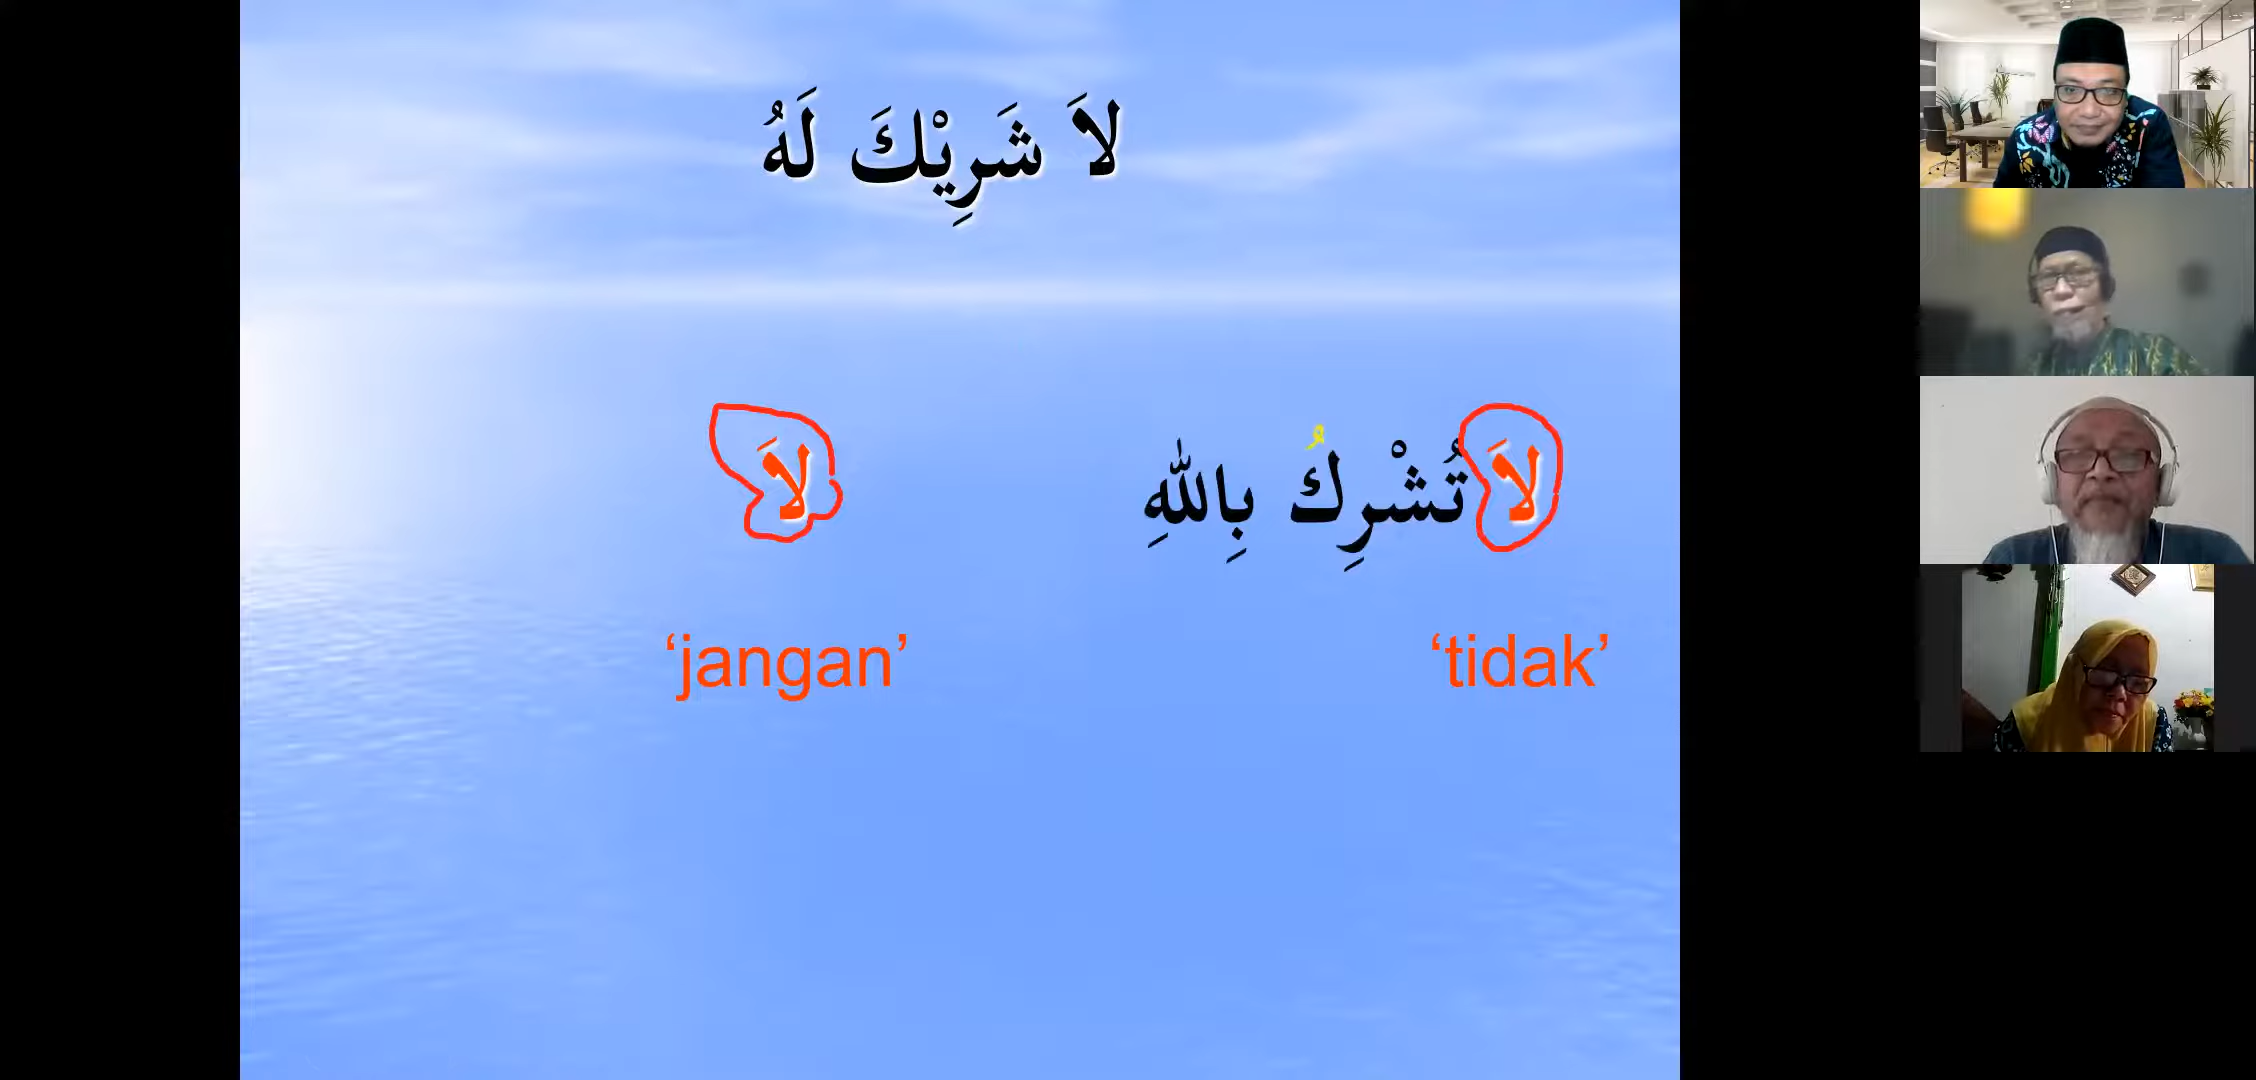 لاَ شَرِيْكَ لَهُ
لاَ تُشْرِكُ بِاللهِ
لاَ
‘tidak’
‘jangan’